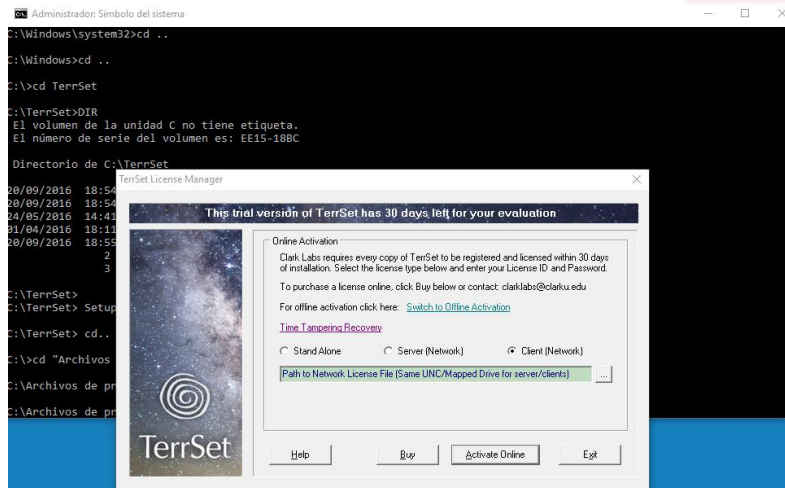 Administrador: Símbolo del sistema
C:\Windows\system32>cd ..
C:\Windows>cd ..
C:\>cd TerrSet
C:\TerrSet>DIR
El volumen de la unidad C no tiene etiqueta.
El número de serie del volumen es: EE15-18BC
Directorio de C:\TerrSet
20/09/2016 18:54
20/09/2016 18:54
24/05/2016 14:41
01/04/2016 18:11
20/09/2016 18:55
2
3
C:\TerrSet>
C:\TerrSet> Setup
C:\TerrSet> cd..
C:\>cd "Archivos
C:\Archivos de pr
C:\Archivos de pr
TerrSet License Manager
This trial version of TerrSet has 30 days left for your evaluation
Online Activation
Clark Labs requires every copy of TerrSet to be registered and licensed within 30 days
of installation. Select the license type below and enter your License ID and Password.
To purchase a license online, click Buy below or contact: clarklabs@clarku.edu
For offline activation click here: Switch to Offline Activation
Time Tampering Recovery
Stand Alone Server (Network) Client (Network)
Path to Network License File (Same UNC/Mapped Drive for server/clients) ...
TerrSet
Help Buy Activate Online Exit